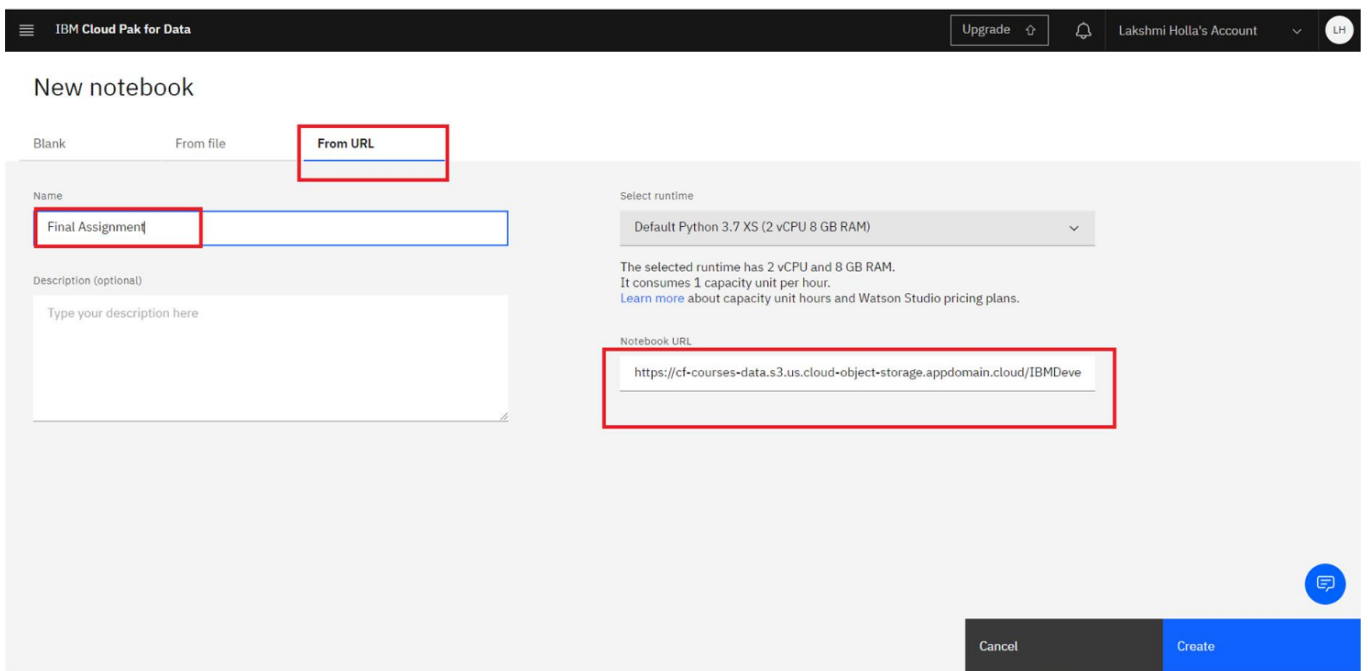 IBM Cloud Pak for Data
Upgrade
Lakshmi Holla's Account
LH
New notebook
Blank
From file
From URL
Name
Final Assignment
Description (optional)
Type your description here
Select runtime
Default Python 3.7 XS (2 vCPU 8 GB RAM)
The selected runtime has 2 vCPU and 8 GB RAM.
It consumes 1 capacity unit per hour.
Learn more about capacity unit hours and Watson Studio pricing plans.
Notebook URL
https://cf-courses-data.s3.us.cloud-object-storage.appdomain.cloud/IBMDeve
Cancel
Create